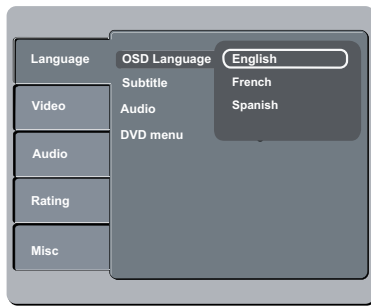 Language
Video
Audio
Rating
Misc
OSD Language
Subtitle
Audio
DVD menu
English
French
Spanish